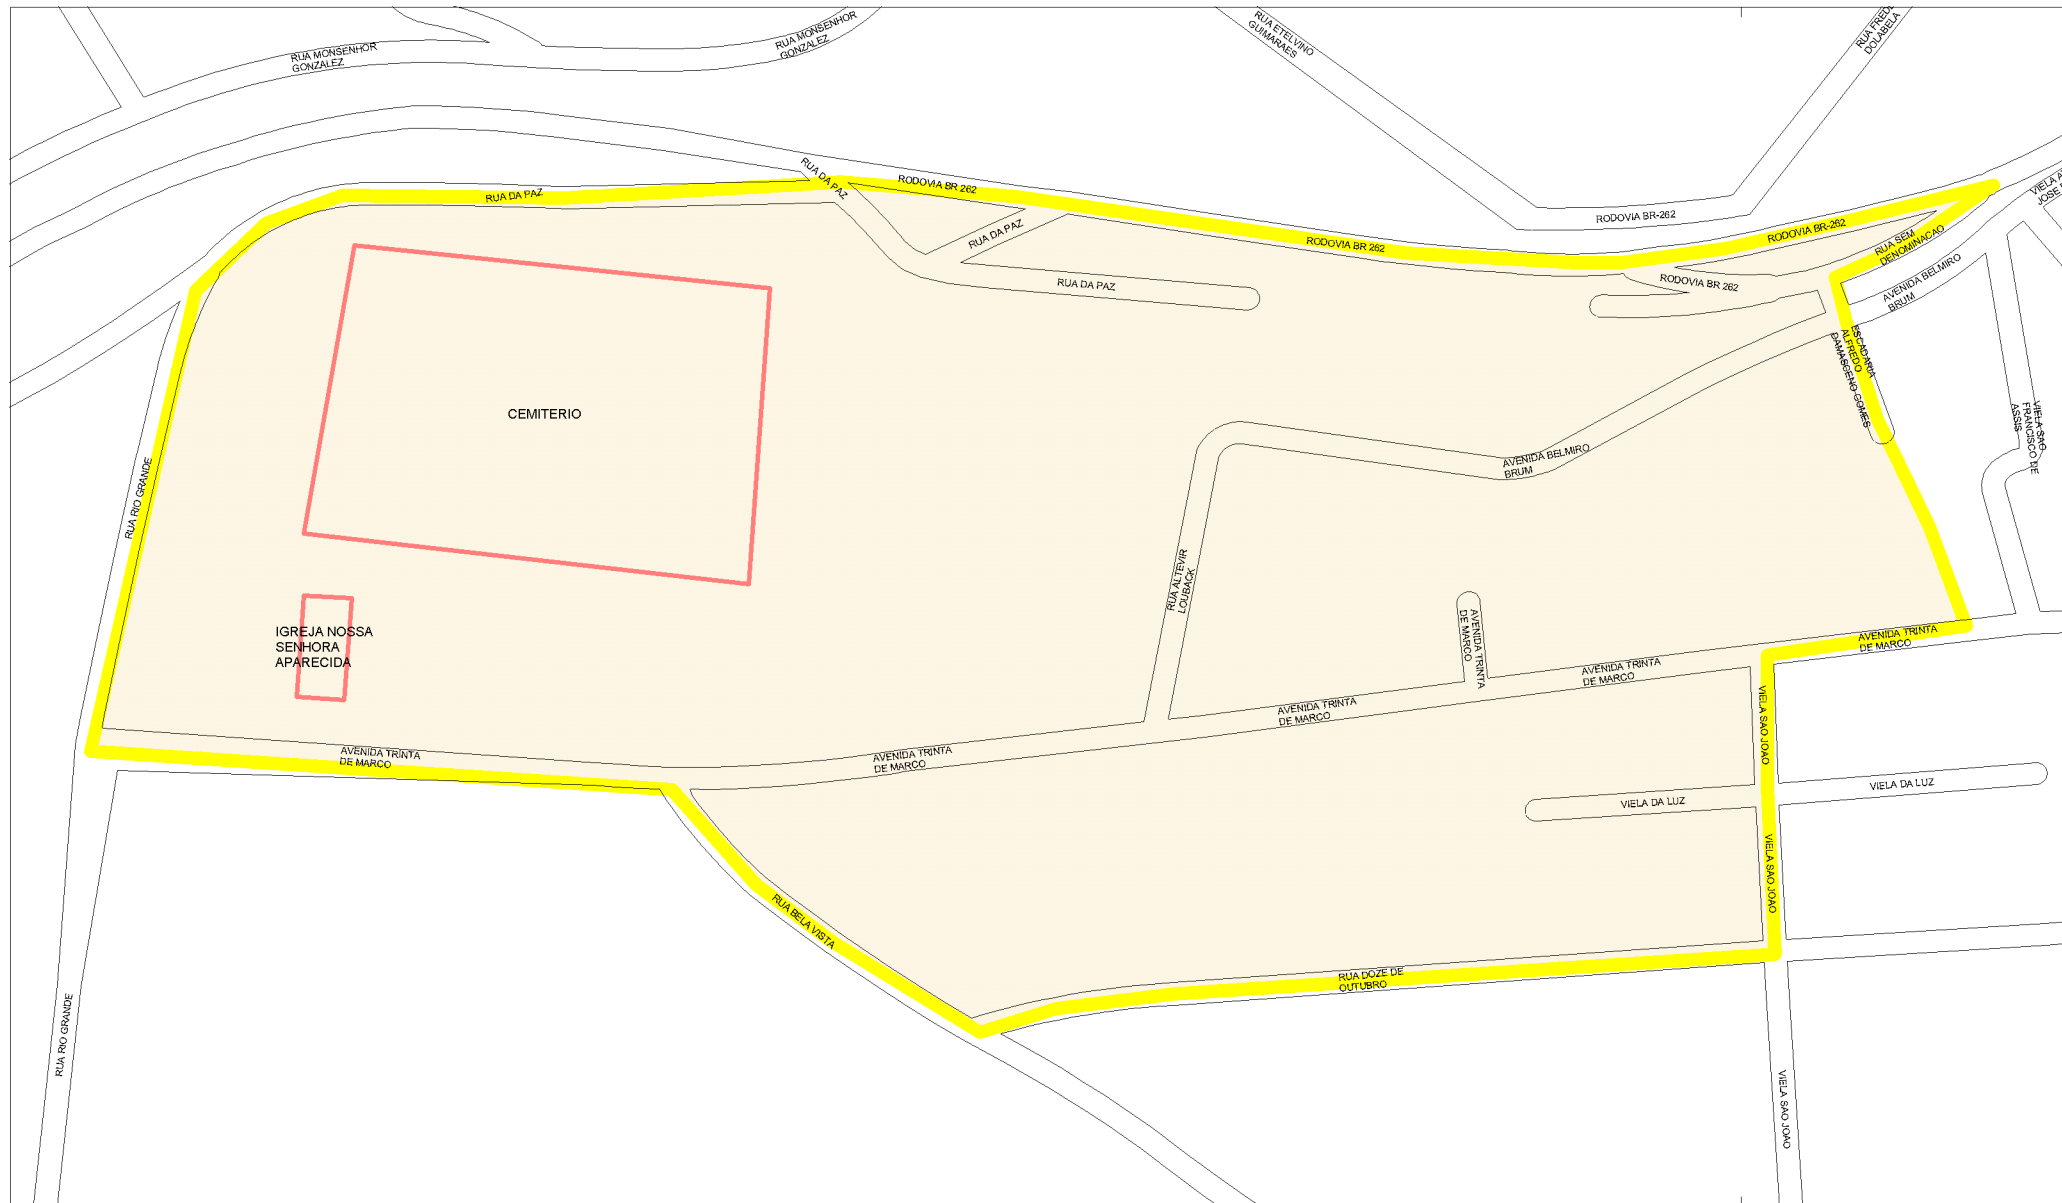 RUA MONSENHOR
GONZALEZ
RUA MONSENHOR
GONZALEZ
RUA ETELVINO
GUIMARAES
DOLABELA
RUA DA PAZ
RUA DA PAZ
RODOVIA BR 262
RUA DA PAZ
RUA DA PAZ
RODOVIA BR 262
RODOVIA BR-262
RODOVIA BR-262
RODOVIA BR 262
RUA SEM
DENOMINACAO
AVENIDA BELMIRO
BRUM
ESCADARIA
ALFREDO
DAMASCENO GOMES
VIELA SAO
FRANCISCO DE
ASSIS
CEMITERIO
RUA RIO GRANDE
AVENIDA BELMIRO
BRUM
RUA ALTEVIR
LOUBACK
IGREJA NOSSA
SENHORA
APARECIDA
AVENIDA TRINTA
DE MARCO
AVENIDA TRINTA
DE MARCO
AVENIDA TRINTA
DE MARCO
AVENIDA TRINTA
DE MARCO
AVENIDA TRINTA
DE MARCO
AVENIDA TRINTA
DE MARCO
VIELA SAO JOAO
VIELA DA LUZ
VIELA DA LUZ
VIELA SAO JOAO
RUA BELA VISTA
RUA DOZE DE
OUTUBRO
RUA RIO GRANDE
VIELA SAO JOAO